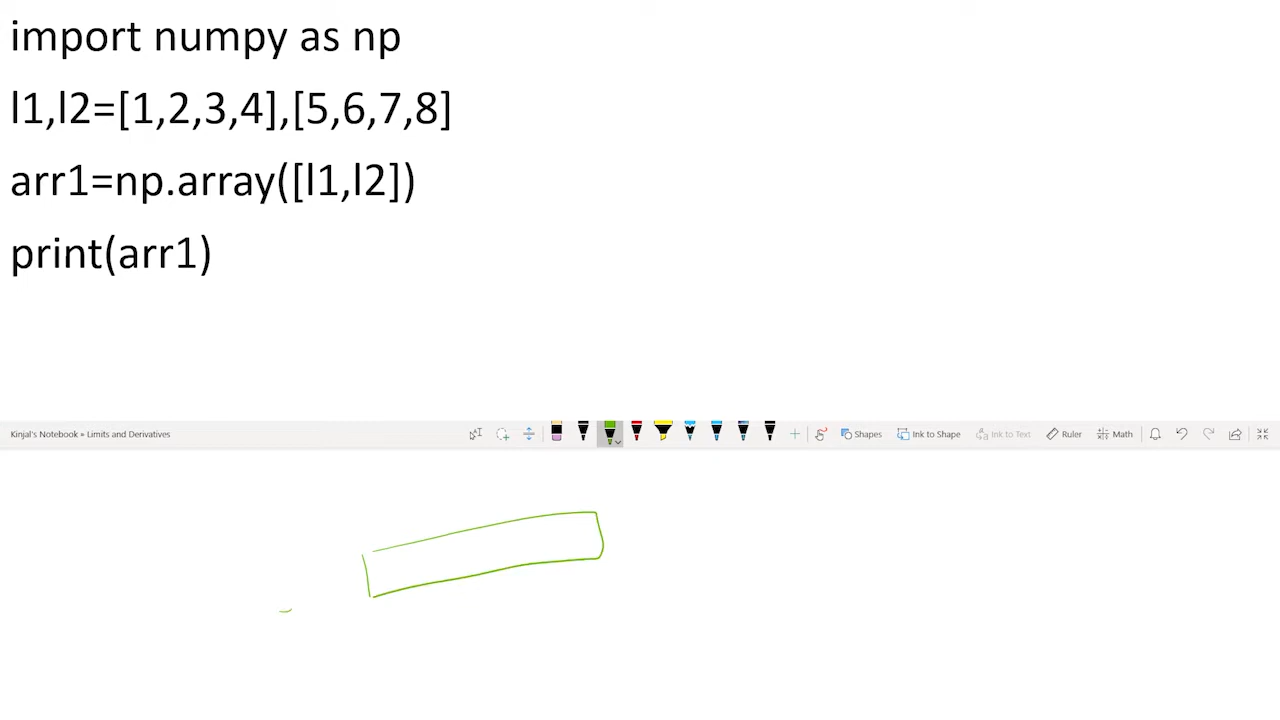 import numpy as np
l1,l2=[1,2,3,4],[5,6,7,8]
arr1=np.array([l1,l2])
print(arr1)
Kinjal's Notebook » Limits and Derivatives
Shapes
Ink to Shape
Ink to Text
Ruler
Math